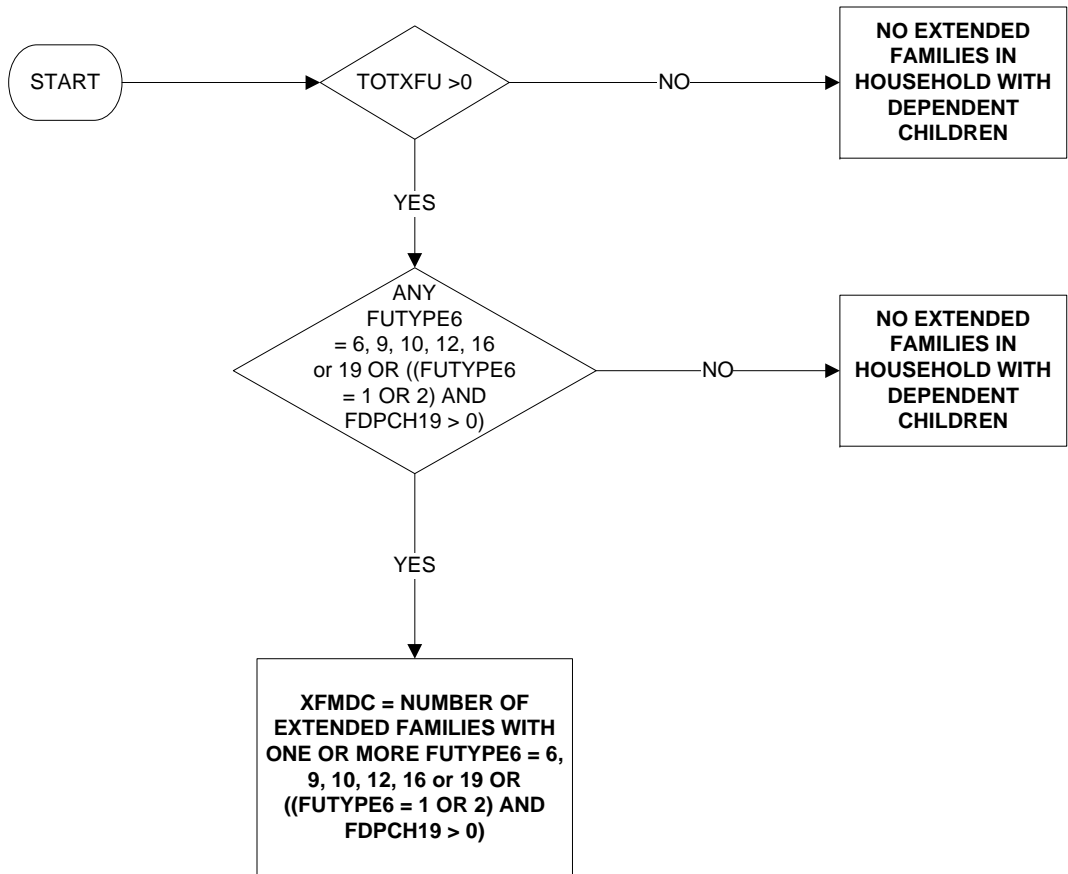 START
TOTXFU >0
NO
NO EXTENDED
FAMILIES IN
HOUSEHOLD WITH
DEPENDENT
CHILDREN
YES
ANY
FUTYPE6
= 6, 9, 10, 12, 16
or 19 OR ((FUTYPE6
= 1 OR 2) AND
FDPCH19 > 0)
NO
NO EXTENDED
FAMILIES IN
HOUSEHOLD WITH
DEPENDENT
CHILDREN
YES
XFMDC = NUMBER OF
EXTENDED FAMILIES WITH
ONE OR MORE FUTYPE6 = 6,
9, 10, 12, 16 or 19 OR
((FUTYPE6 = 1 OR 2) AND
FDPCH19 > 0)